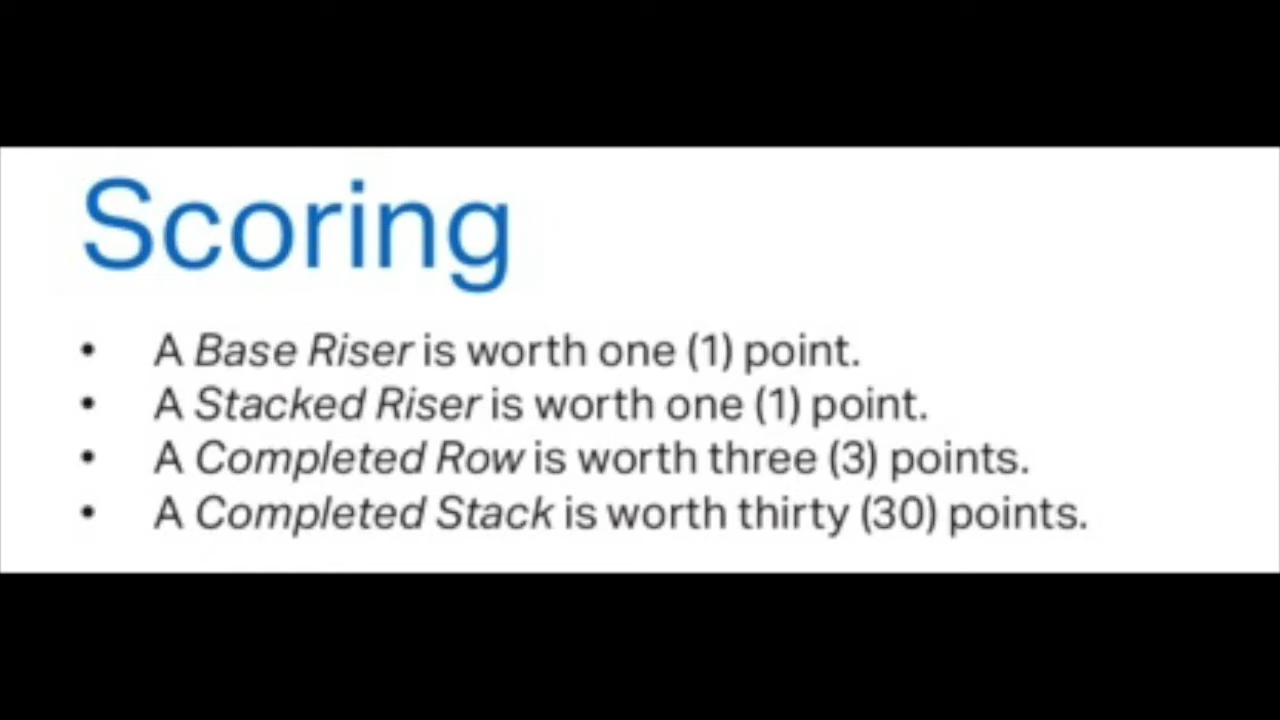 Scoring
• A Base Riser is worth one (1) point.
• A Stacked Riser is worth one (1) point.
• A Completed Row is worth three (3) points.
• A Completed Stack is worth thirty (30) points.